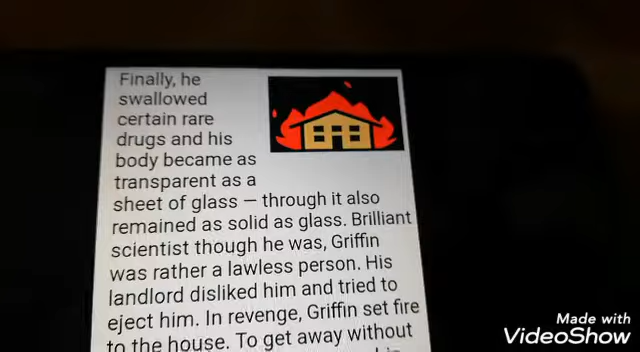 Finally, he
swallowed
certain rare
drugs and his
body became as
transparent as a
sheet of glass — through it also
remained as solid as glass. Brilliant
scientist though he was, Griffin
was rather a lawless person. His
landlord disliked him and tried to
eject him. In revenge, Griffin set fire
to the house. To get away without
Made with
VideoShow